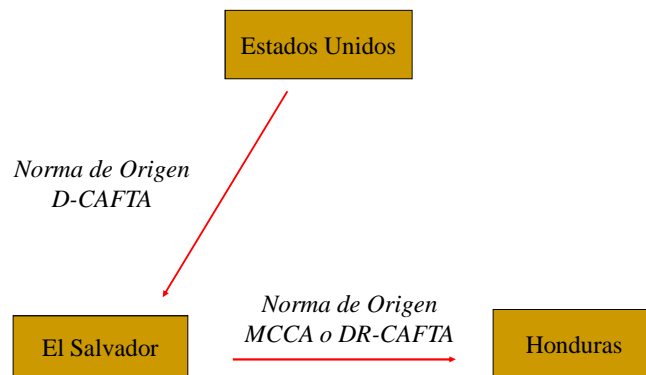 Estados Unidos
Norma de Origen
D-CAFTA
Norma de Origen
MCCA o DR-CAFTA
El Salvador
Honduras